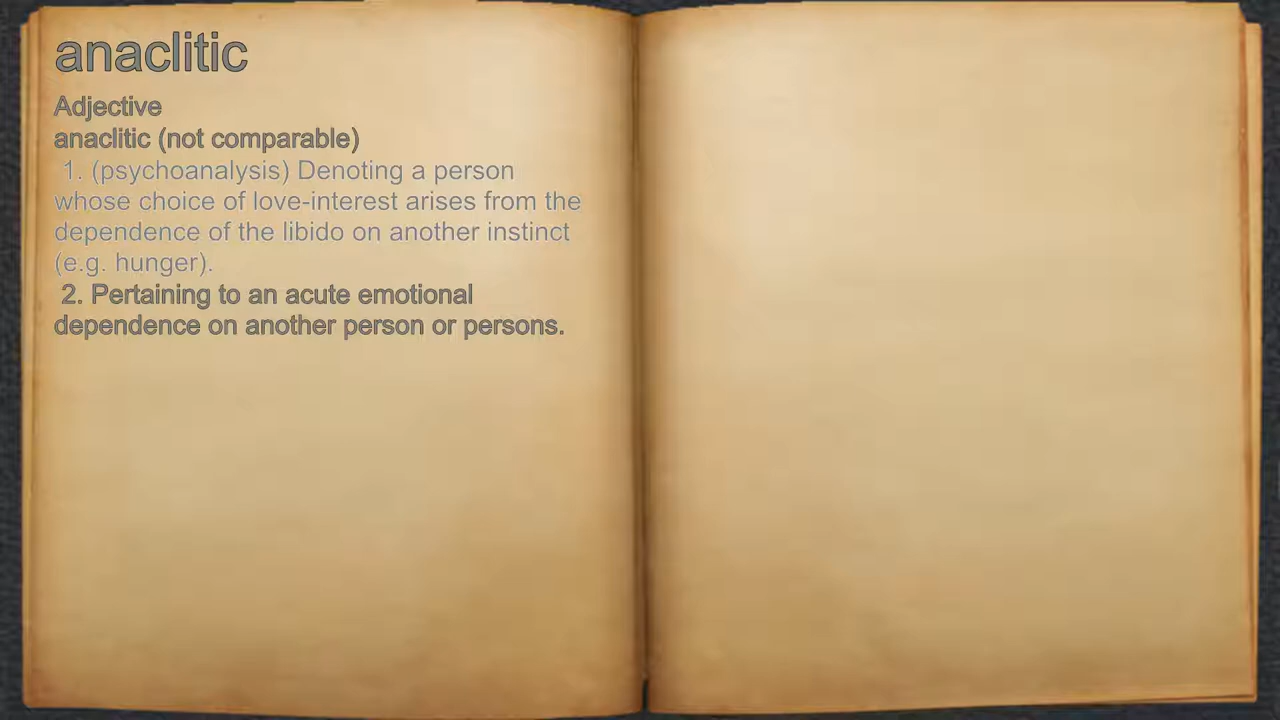 anaclitic
Adjective
anaclitic (not comparable)
1. (psychoanalysis) Denoting a person
whose choice of love-interest arises from the
dependence of the libido on another instinct
(e.g. hunger).
2. Pertaining to an acute emotional
dependence on another person or persons.